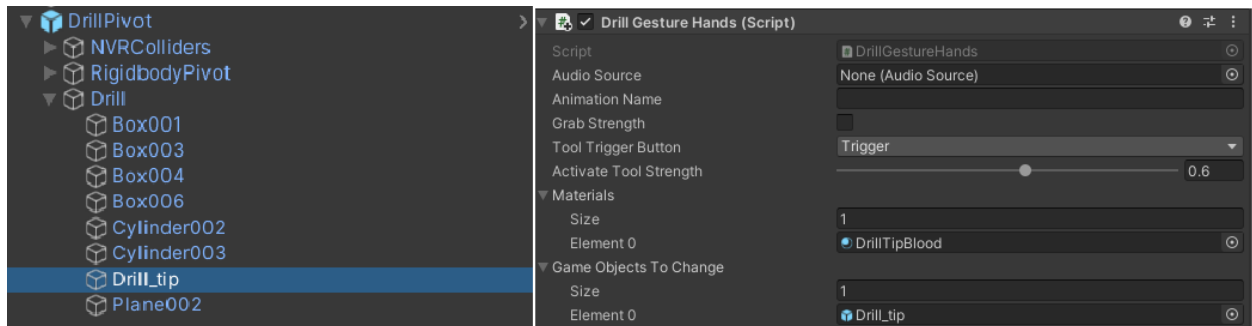 DrillPivot
NVRColliders
RigidbodyPivot
Drill
Box001
Box003
Box004
Box006
Cylinder002
Cylinder003
Drill_tip
Plane002
Drill Gesture Hands (Script)
Script DrillGestureHands
Audio Source None (Audio Source)
Animation Name
Grab Strength
Tool Trigger Button Trigger
Activate Tool Strength 0.6
Materials
Size 1
Element 0 DrillTipBlood
Game Objects To Change
Size 1
Element 0 Drill_tip